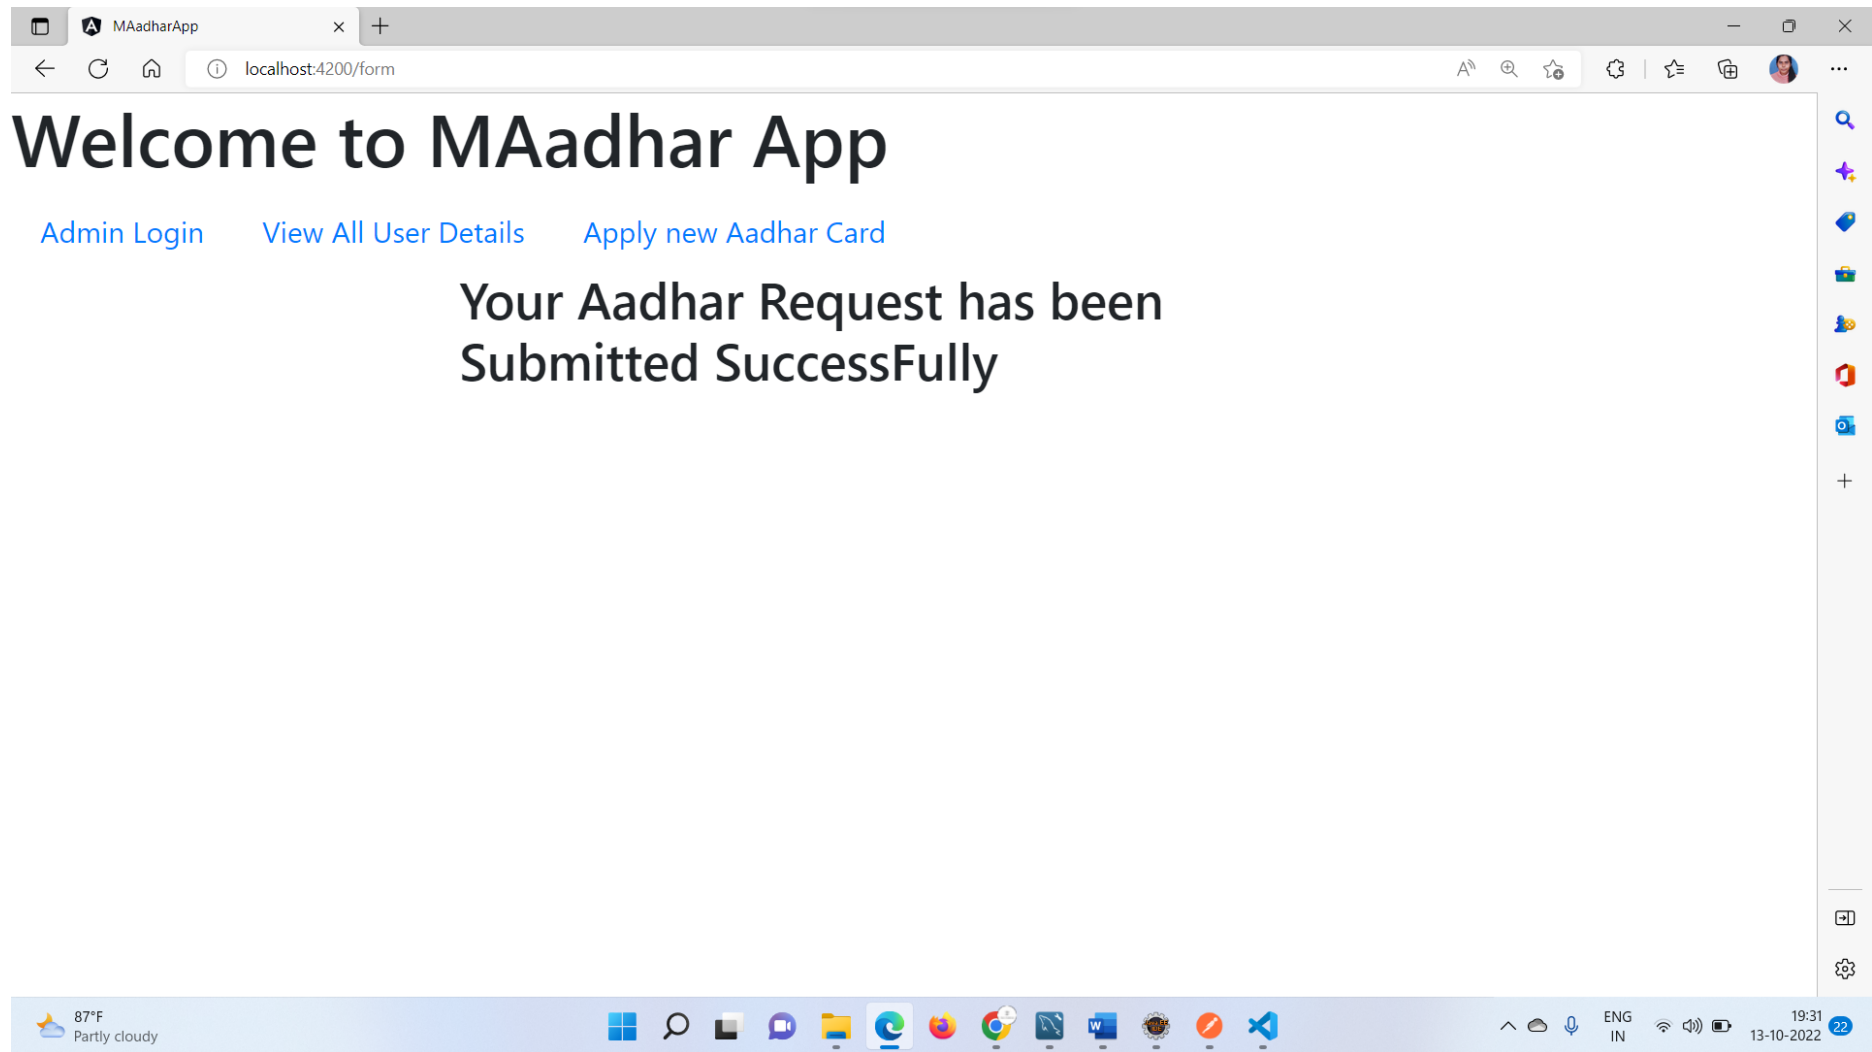 MAadharApp
localhost:4200/form
Welcome to MAadhar App
Admin Login View All User Details Apply new Aadhar Card
Your Aadhar Request has been
Submitted SuccessFully
87°F
Partly cloudy
ENG
IN
19:31
13-10-2022
22